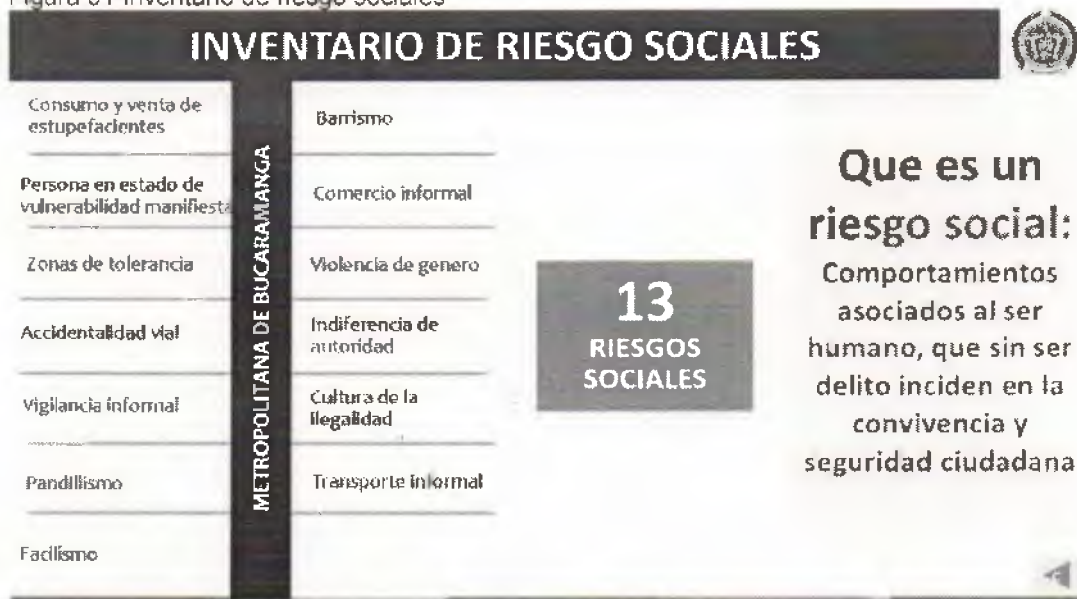 INVENTARIO DE RIESGO SOCIALES
Consumo y venta de
estupefacientes
Persona en estado de
vulnerabilidad manifiesta
Zonas de tolerancia
Accidentalidad vial
Vigilancia informal
Pandillismo
Facilísmo
METROPOLITANA DE BUCARAMANGA
Barrismo
Comercio informal
Violencia de genero
Indiferencia de
autoridad
Cultura de la
ilegalidad
Transporte informal
13
RIESGOS
SOCIALES
Que es un
riesgo social:
Comportamientos
asociados al ser
humano, que sin ser
delito inciden en la
convivencia y
seguridad ciudadana